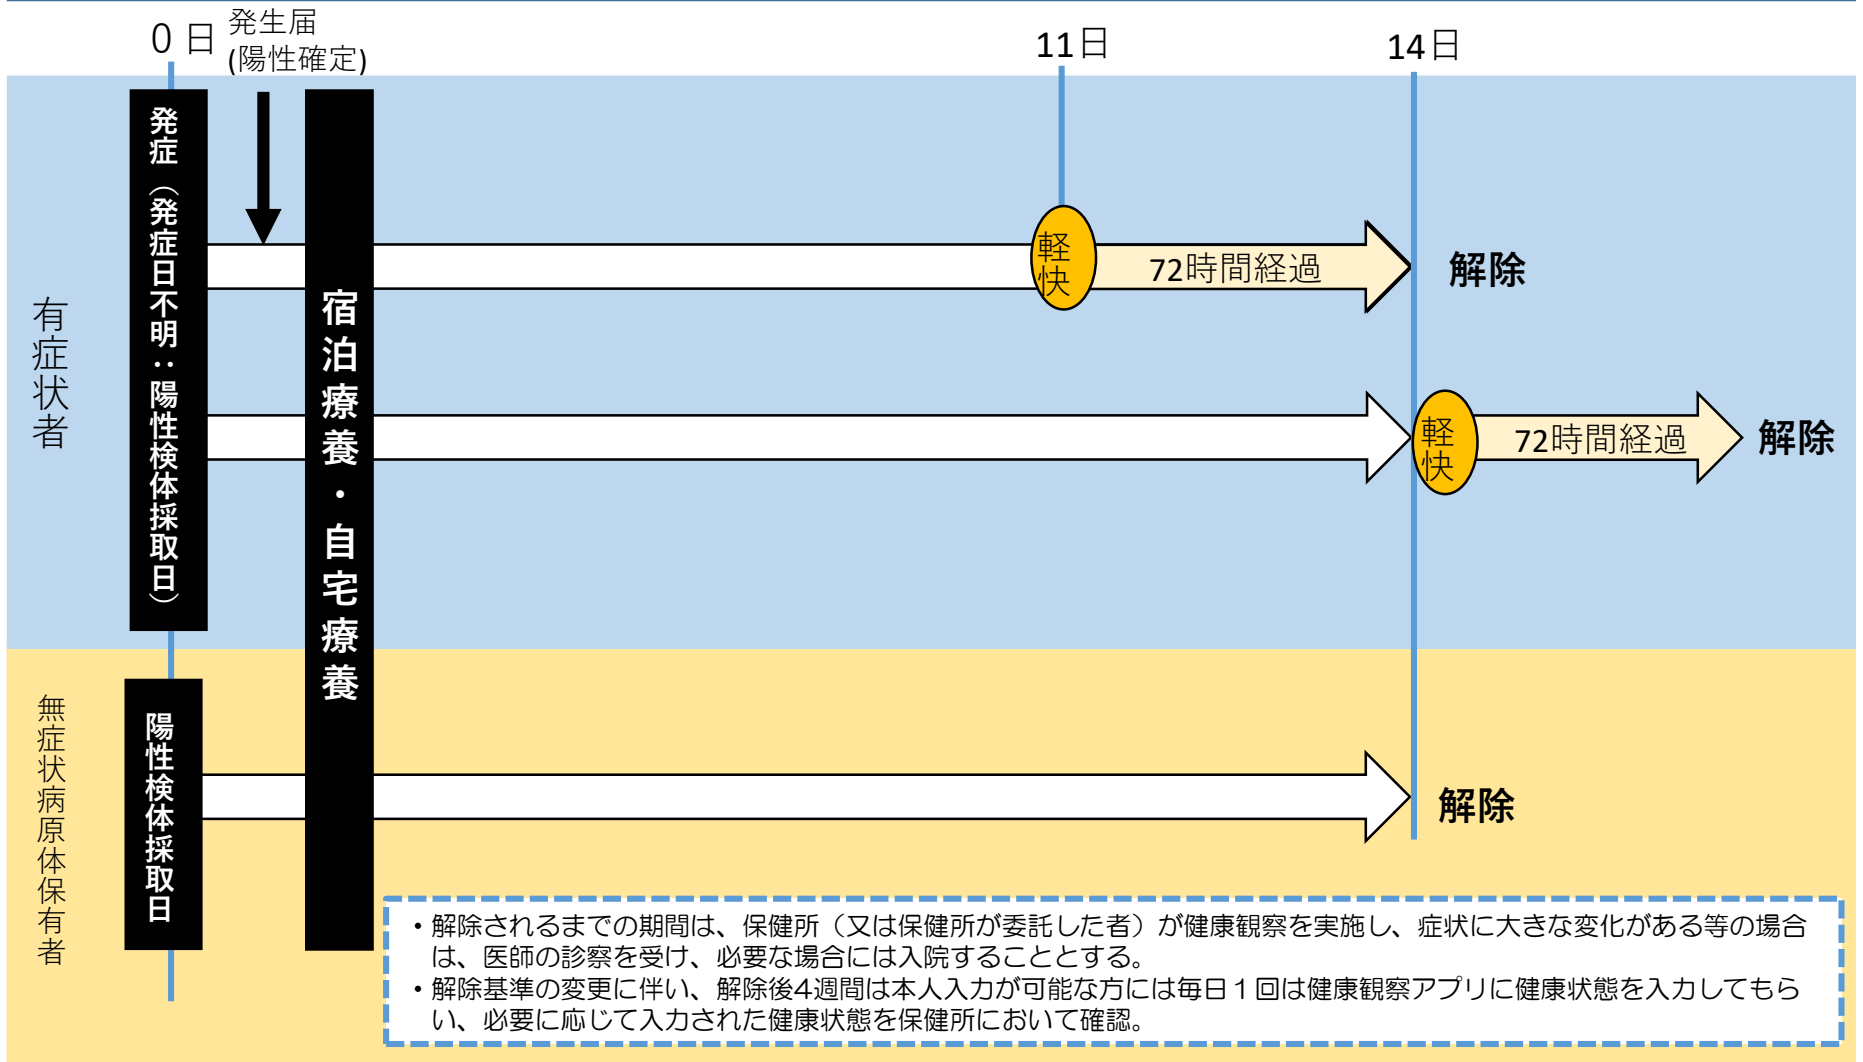 0日
発生届
(陽性確定)
11日
14日
有症状者
発症（発症日不明：陽性検体採取日）
宿泊療養・自宅療養
軽快
72時間経過
解除
軽快
72時間経過
解除
無症状病原体保有者
陽性検体採取日
解除
・解除されるまでの期間は、保健所（又は保健所が委託した者）が健康観察を実施し、症状に大きな変化がある等の場合
は、医師の診察を受け、必要な場合には入院することとする。
・解除基準の変更に伴い、解除後4週間は本人入力が可能な方には毎日１回は健康観察アプリに健康状態を入力してもら
い、必要に応じて入力された健康状態を保健所において確認。